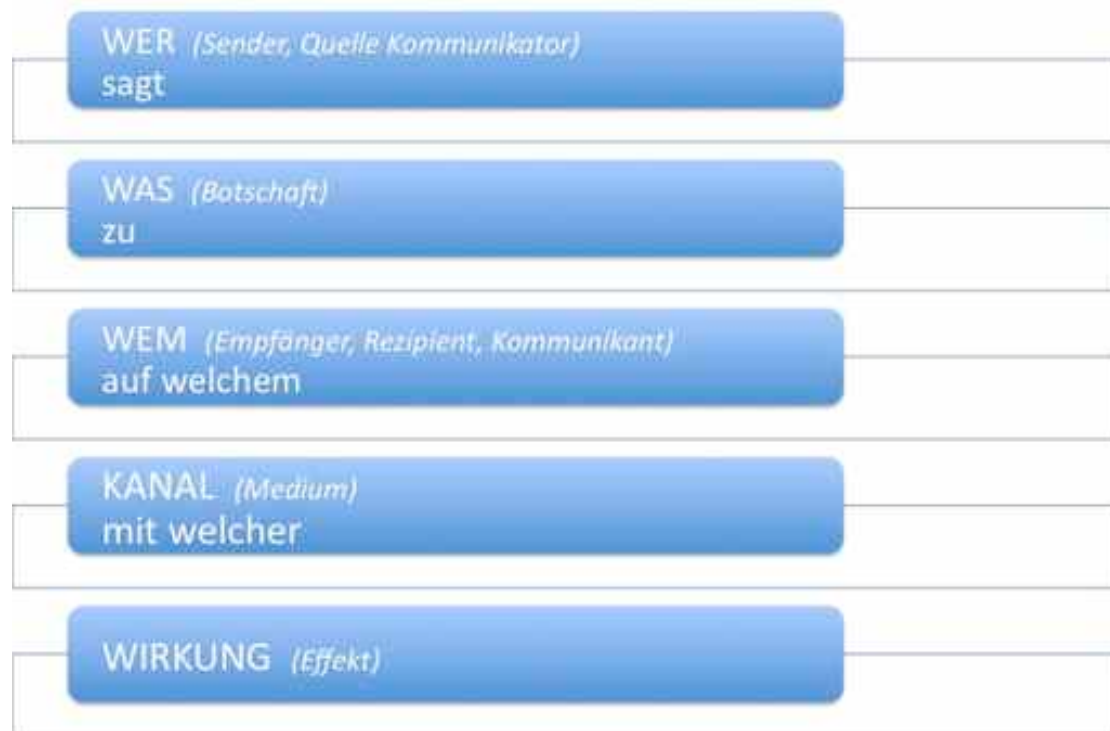 WER (Sender, Quelle Kommunikator)
sagt
WAS (Botschaft)
zu
WEM (Empfänger, Rezipient, Kommunikant)
auf welchem
KANAL (Medium)
mit welcher
WIRKUNG (Effekt)